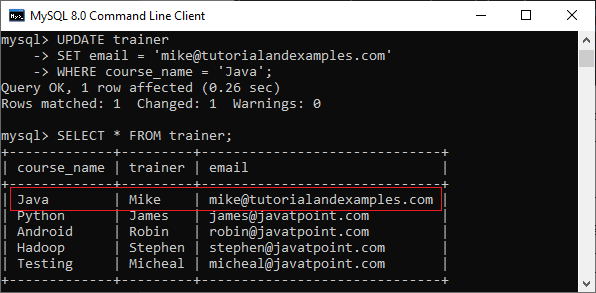 MySQL 8.0 Command Line Client
mysql> UPDATE trainer
    -> SET email = 'mike@tutorialandexamples.com'
    -> WHERE course_name = 'Java';
Query OK, 1 row affected (0.26 sec)
Rows matched: 1  Changed: 1  Warnings: 0
mysql> SELECT * FROM trainer;
+-------------+---------+------------------------------+
| course_name | trainer | email                        |
+-------------+---------+------------------------------+
| Java        | Mike    | mike@tutorialandexamples.com |
| Python      | James   | james@javatpoint.com         |
| Android     | Robin   | robin@javatpoint.com         |
| Hadoop      | Stephen | stephen@javatpoint.com       |
| Testing     | Micheal | micheal@javatpoint.com       |
+-------------+---------+------------------------------+